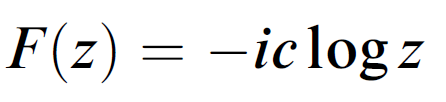 F(z) = −ic log z